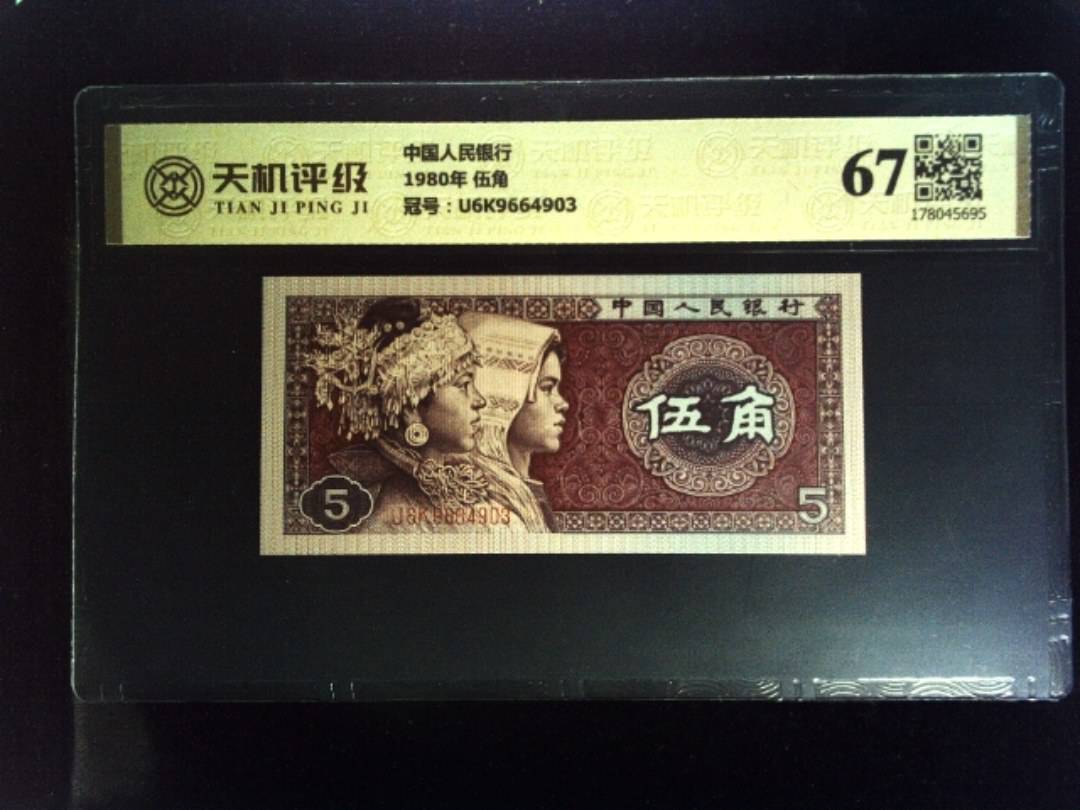 天机评级
TIAN JI PING JI
中国人民银行
1980年 伍角
冠号：U6K9664903
67
178045695
中国人民银行
伍角
5
U6K9664903
5